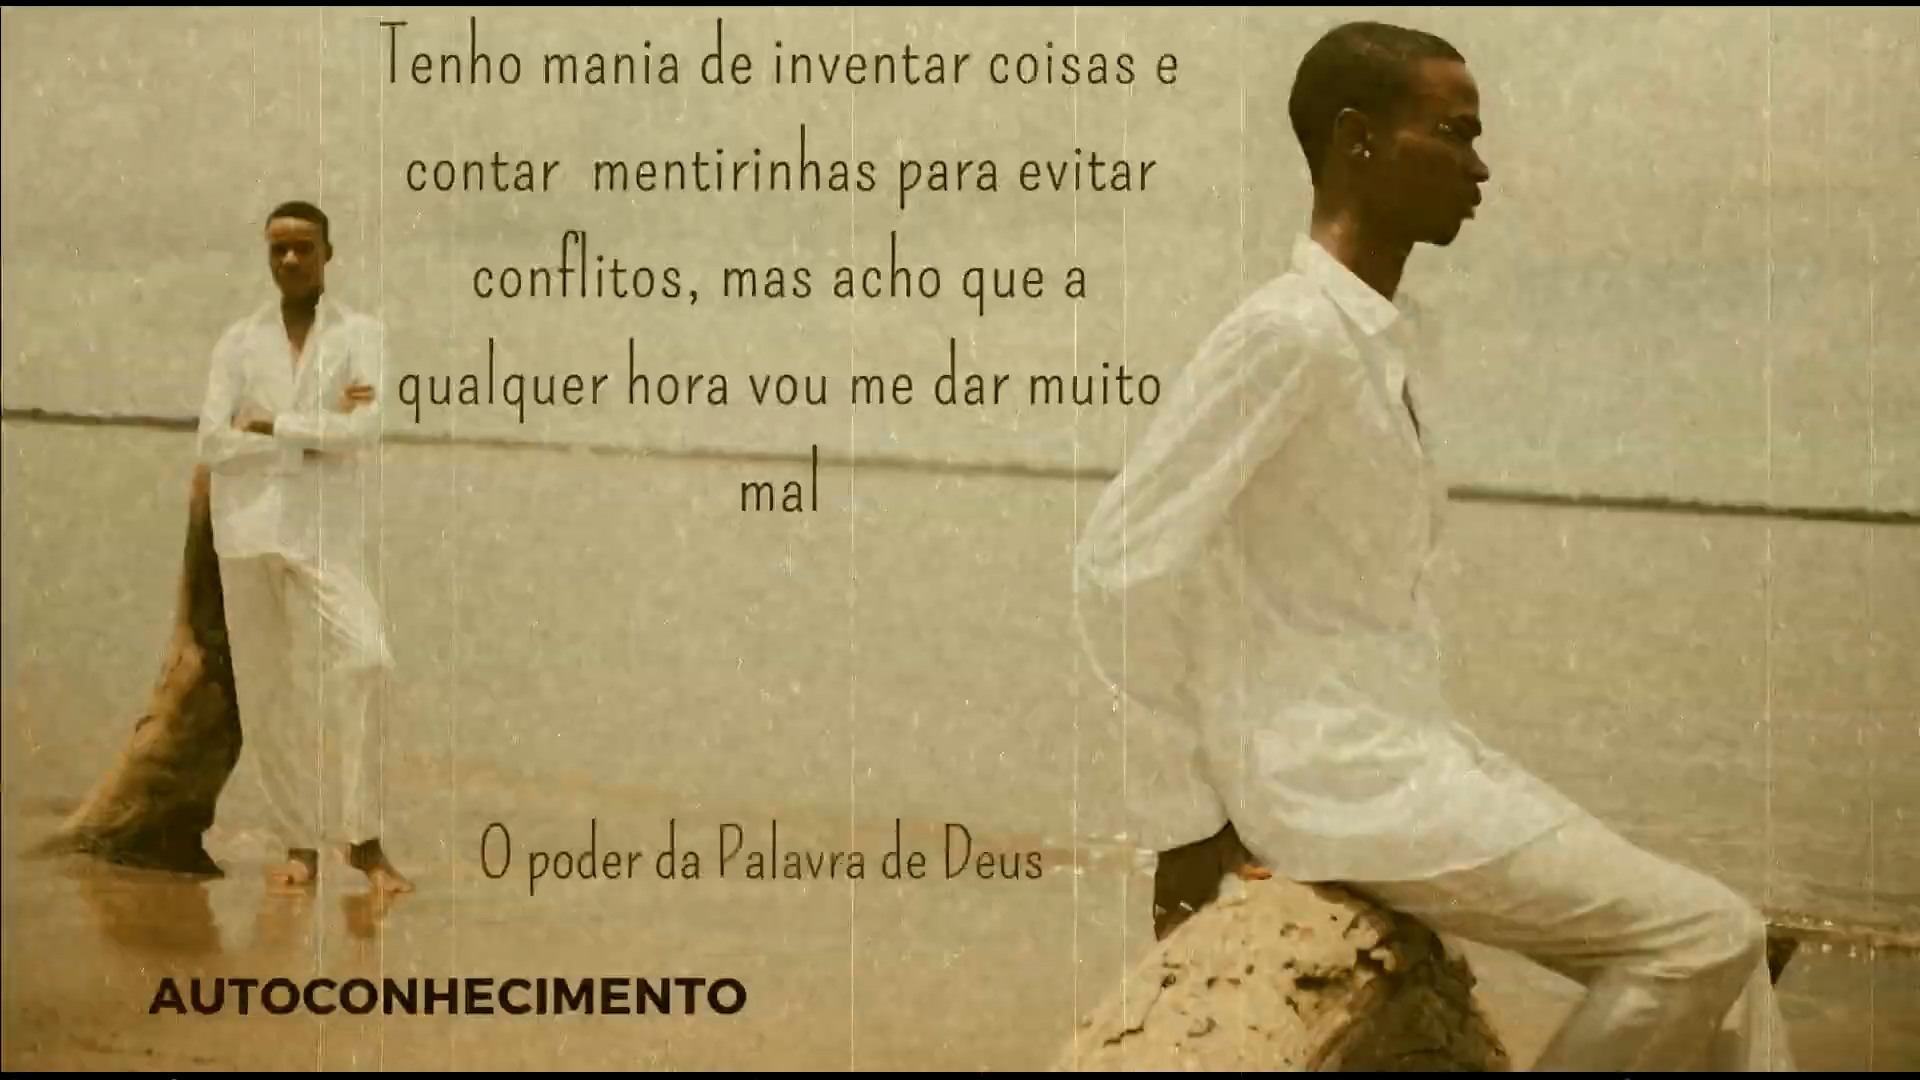 Tenho mania de inventar coisas e
contar mentirinhas para evitar
conflitos, mas acho que a
qualquer hora vou me dar muito
mal
O poder da Palavra de Deus
AUTOCONHECIMENTO